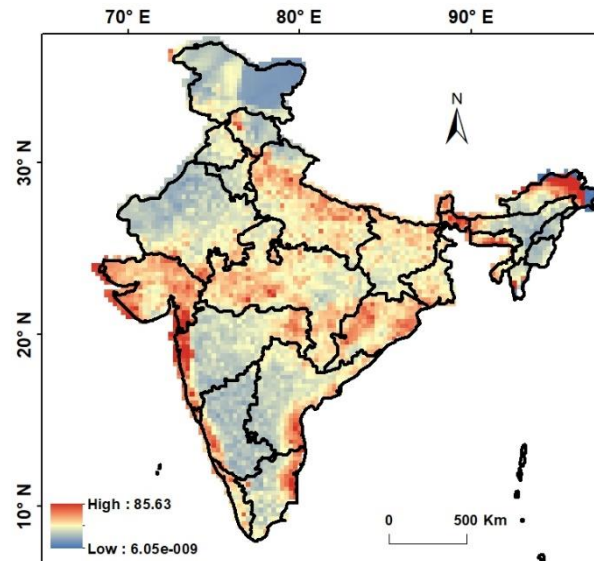 70° E 80° E 90° E
N
30° N
20° N
10° N
High : 85.63
Low : 6.05e-009
0 500 Km